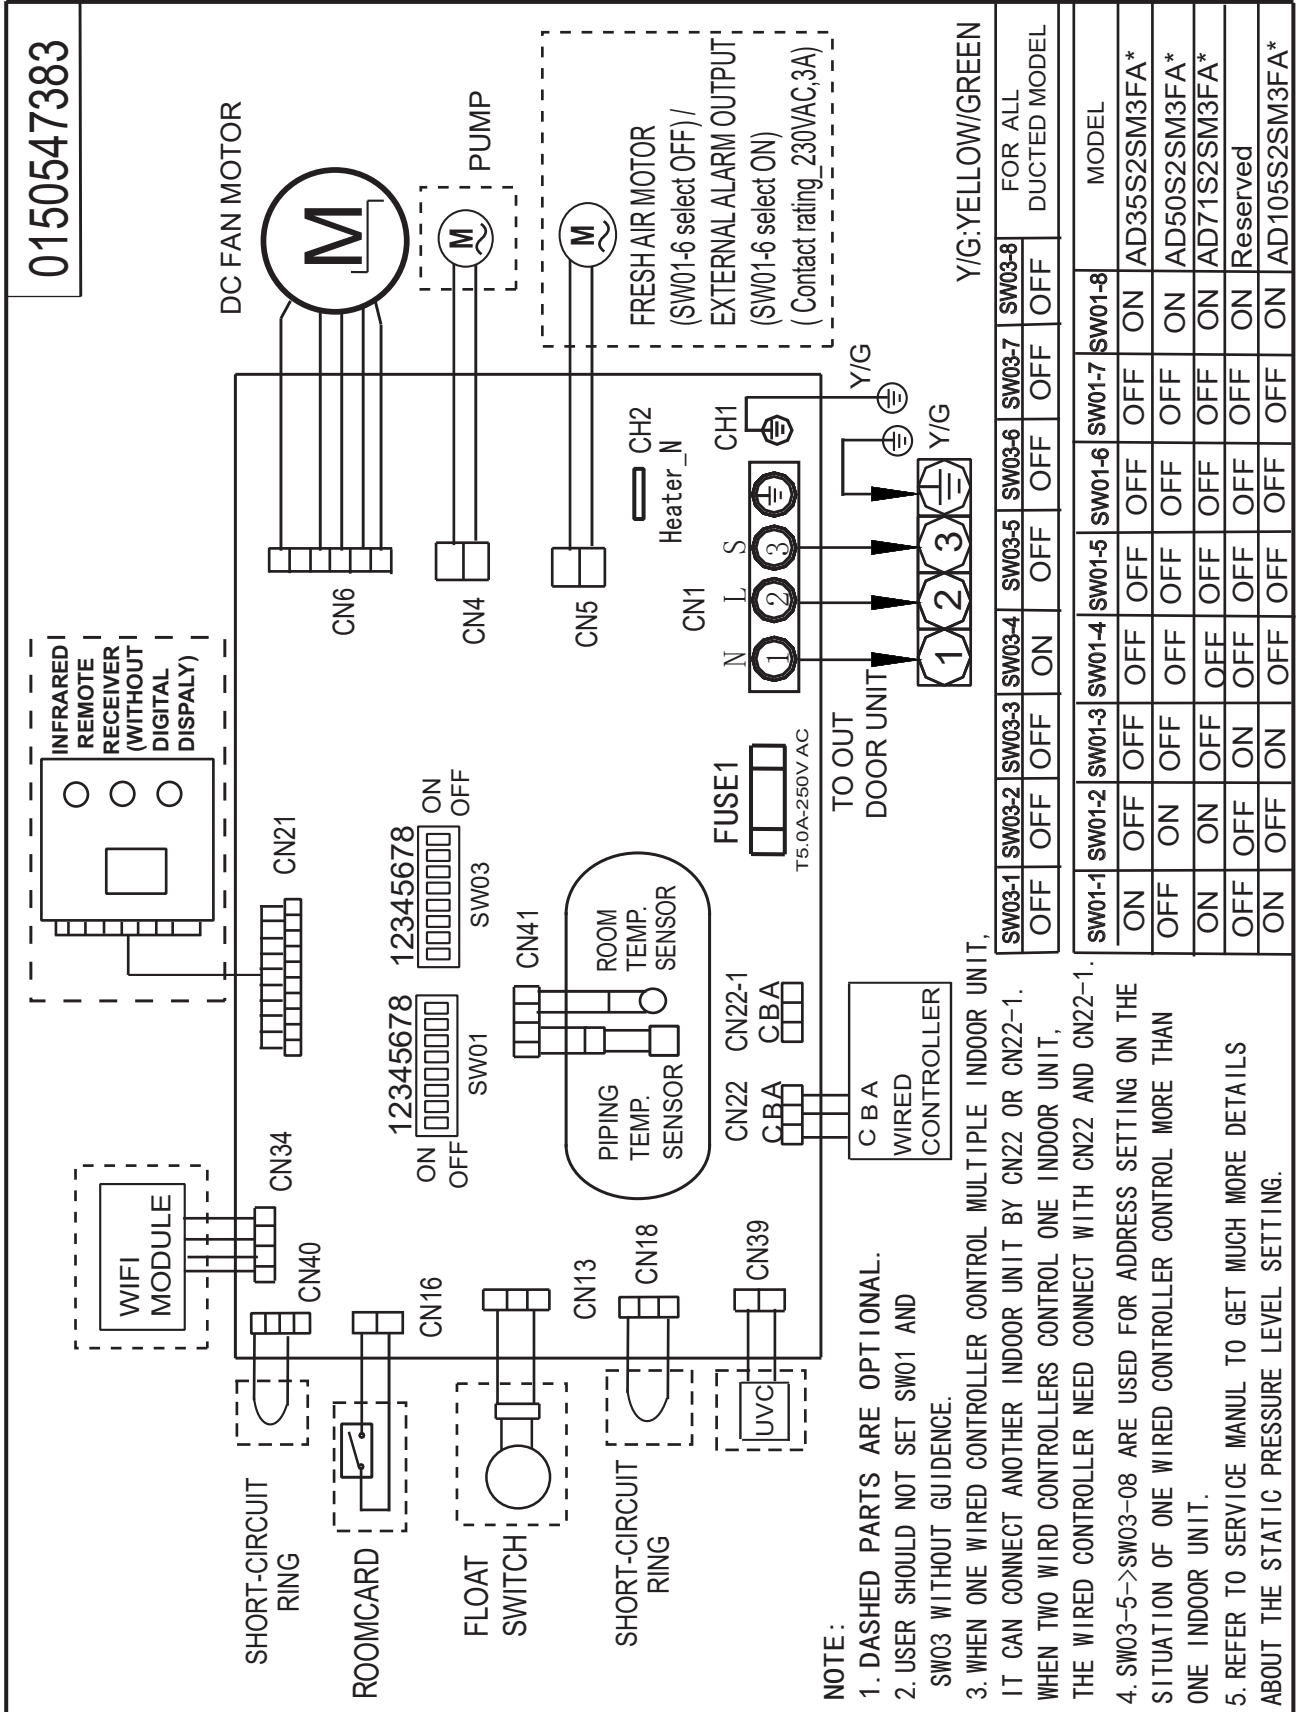 0150547383
DC FAN MOTOR
M
PUMP
M
M
FRESH AIR MOTOR
(SW01-6 select OFF) /
EXTERNAL ALARM OUTPUT
(SW01-6 select ON)
( Contact rating_230VAC,3A)
INFRARED
REMOTE
RECEIVER
(WITHOUT
DIGITAL
DISPALY)
CN6
CN4
CN5
CH2
Heater_N
CH1
Y/G
Y/G
Y/G:YELLOW/GREEN
CN1
N L S
1 2 3
1 2 3
TO OUT
DOOR UNIT
FUSE1
T5.0A-250V AC
CN21
12345678
ON
OFF
SW03
12345678
ON
OFF
SW01
CN41
ROOM
TEMP.
SENSOR
PIPING
TEMP.
SENSOR
CN22-1
C B A
CN22
C B A
C B A
WIRED
CONTROLLER
WIFI
MODULE
CN34
CN40
CN16
CN13
CN18
CN39
SHORT-CIRCUIT
RING
ROOMCARD
FLOAT
SWITCH
SHORT-CIRCUIT
RING
UVC
NOTE:
1. DASHED PARTS ARE OPTIONAL.
2. USER SHOULD NOT SET SW01 AND
SW03 WITHOUT GUIDENCE.
3. WHEN ONE WIRED CONTROLLER CONTROL MULTIPLE INDOOR UNIT,
IT CAN CONNECT ANOTHER INDOOR UNIT BY CN22 OR CN22-1.
WHEN TWO WIRD CONTROLLERS CONTROL ONE INDOOR UNIT,
THE WIRED CONTROLLER NEED CONNECT WITH CN22 AND CN22-1.
4. SW03-5->SW03-08 ARE USED FOR ADDRESS SETTING ON THE
SITUATION OF ONE WIRED CONTROLLER CONTROL MORE THAN
ONE INDOOR UNIT.
5. REFER TO SERVICE MANUL TO GET MUCH MORE DETAILS
ABOUT THE STATIC PRESSURE LEVEL SETTING.
SW03-1 SW03-2 SW03-3 SW03-4 SW03-5 SW03-6 SW03-7 SW03-8 FOR ALL
OFF OFF OFF ON OFF OFF OFF OFF DUCTED MODEL
SW01-1 SW01-2 SW01-3 SW01-4 SW01-5 SW01-6 SW01-7 SW01-8 MODEL
ON OFF OFF OFF OFF OFF OFF ON AD35S2SM3FA*
OFF ON OFF OFF OFF OFF OFF ON AD50S2SM3FA*
ON ON OFF OFF OFF OFF OFF ON AD71S2SM3FA*
OFF OFF ON OFF OFF OFF OFF ON Reserved
ON OFF ON OFF OFF OFF OFF ON AD105S2SM3FA*